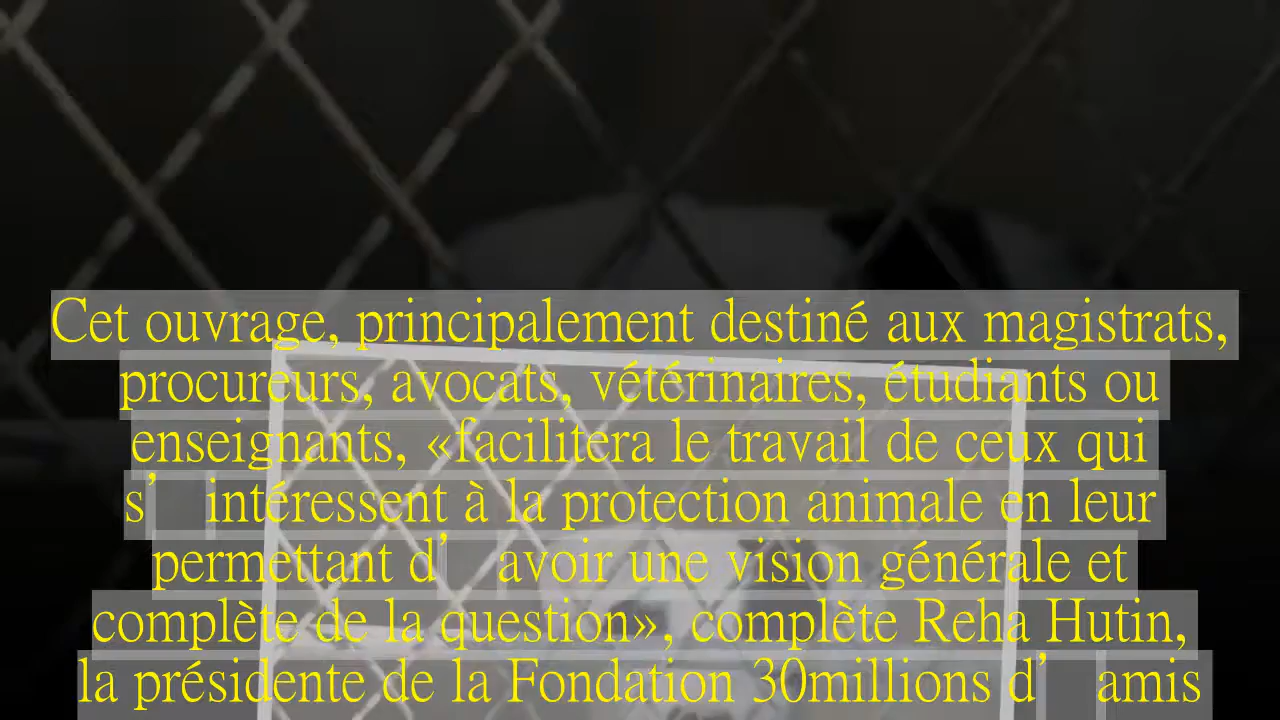 Cet ouvrage, principalement destiné aux magistrats,
procureurs, avocats, vétérinaires, étudiants ou
enseignants, «facilitera le travail de ceux qui
s’intéressent à la protection animale en leur
permettant d’avoir une vision générale et
complète de la question», complète Reha Hutin,
la présidente de la Fondation 30millions d’amis